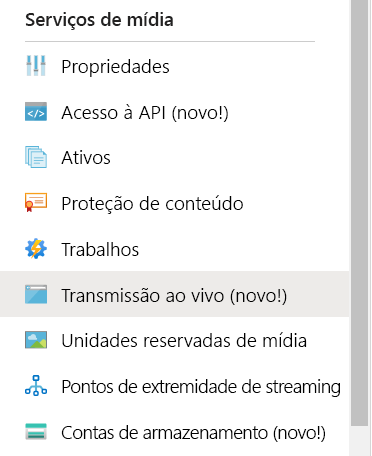 Serviços de mídia
Propriedades
Acesso à API (novo!)
Ativos
Proteção de conteúdo
Trabalhos
Transmissão ao vivo (novo!)
Unidades reservadas de mídia
Pontos de extremidade de streaming
Contas de armazenamento (novo!)